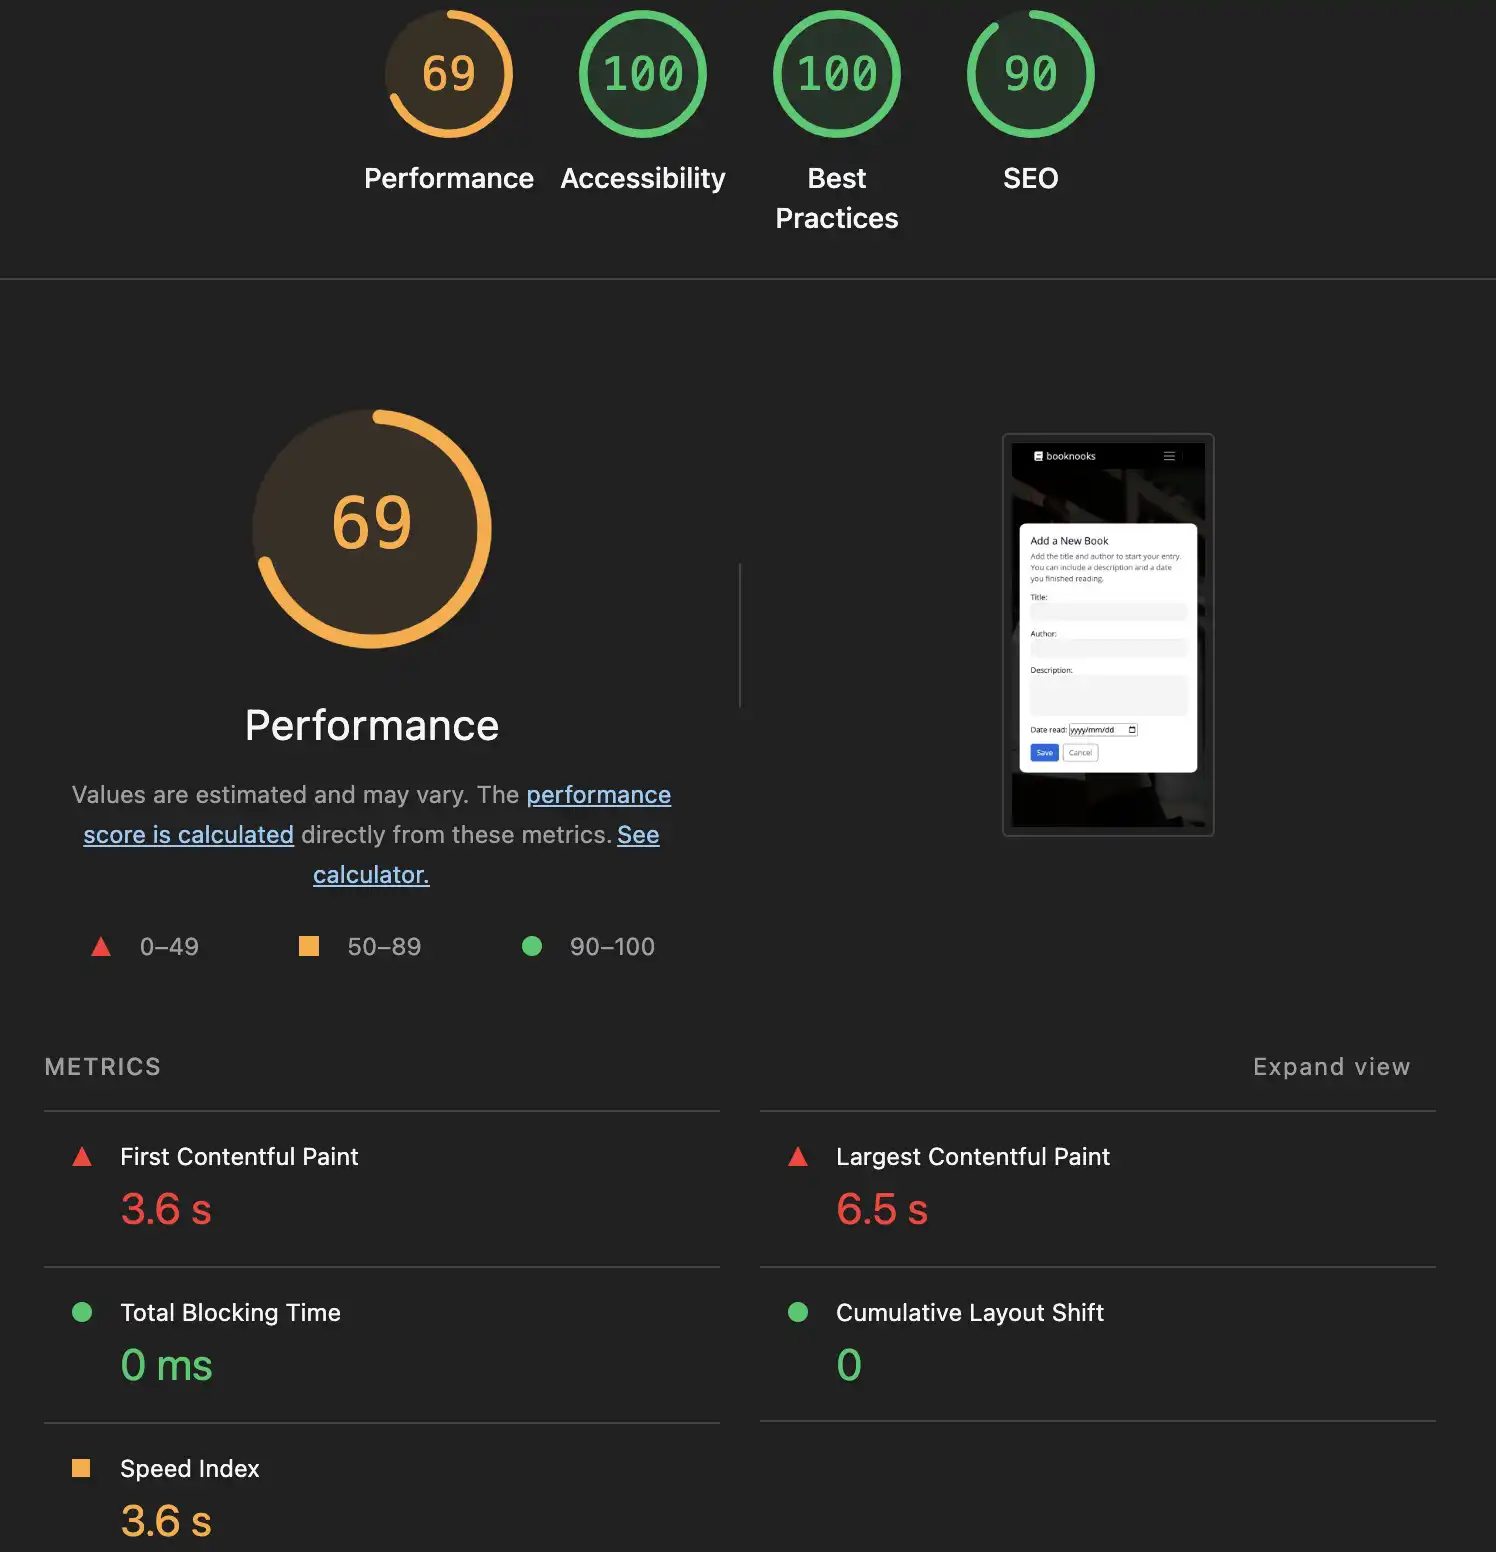 69
100
100
90
Performance
Accessibility
Best
Practices
SEO
69
Performance
Values are estimated and may vary. The performance
score is calculated directly from these metrics. See
calculator.
0–49
50–89
90–100
booknooks
Add a New Book
Add the title and author to start your entry.
You can include a description and a date
you finished reading.
Title:
Author:
Description:
Date read: yyyy/mm/dd
Save
Cancel
METRICS
Expand view
First Contentful Paint
3.6 s
Largest Contentful Paint
6.5 s
Total Blocking Time
0 ms
Cumulative Layout Shift
0
Speed Index
3.6 s